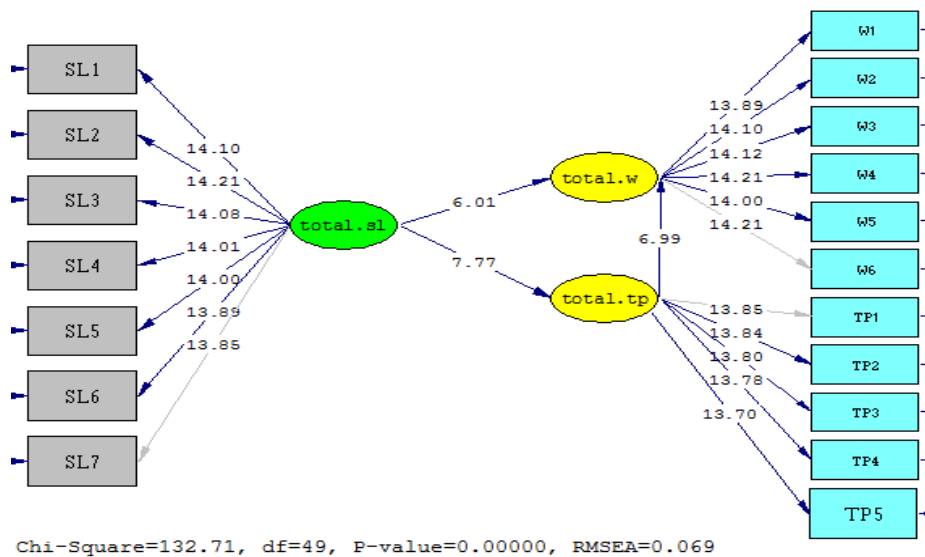 SL1
SL2
SL3
SL4
SL5
SL6
SL7
14.10
14.21
14.08
14.01
14.00
13.89
13.85
total.sl
6.01
7.77
total.w
6.99
total.tp
13.89
14.10
14.12
14.21
14.00
14.21
13.85
13.84
13.80
13.78
13.70
W1
W2
W3
W4
W5
W6
TP1
TP2
TP3
TP4
TP5
Chi-Square=132.71, df=49, P-value=0.00000, RMSEA=0.069